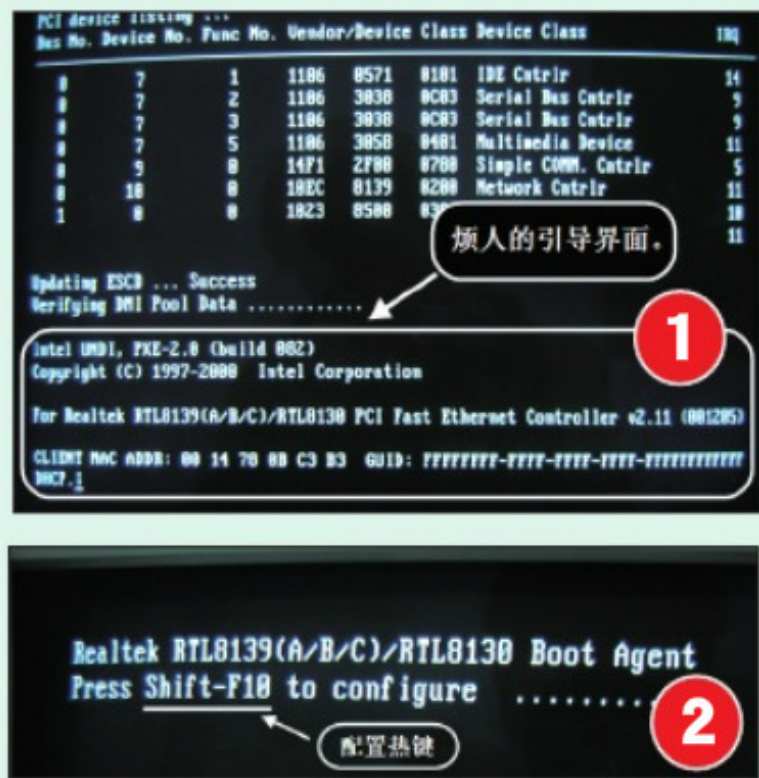 PCI device listing ...
Bus No. Device No. Func No. Vendor/Device Class Device Class IRQ
0 7 1 1106 0571 0101 IDE Cntrlr 14
0 7 2 1106 3038 0C03 Serial Bus Cntrlr 9
0 7 3 1106 3038 0C03 Serial Bus Cntrlr 9
0 7 5 1106 3058 0401 Multimedia Device 11
0 9 0 14F1 2F00 0780 Simple COMM. Cntrlr 5
0 10 0 10EC 8139 0200 Network Cntrlr 11
1 0 0 1023 8500 10
11
烦人的引导界面。
Updating ESCD ... Success
Verifying DMI Pool Data ............
1
Intel UNDI, PXE-2.0 (build 082)
Copyright (C) 1997-2000 Intel Corporation
For Realtek RTL8139(A/B/C)/RTL8130 PCI Fast Ethernet Controller v2.11 (001205)
CLIENT MAC ADDR: 00 14 78 0B C3 B3 GUID: FFFFFFFF-FFFF-FFFF-FFFF-FFFFFFFFFFFF
DHCP.
Realtek RTL8139(A/B/C)/RTL8130 Boot Agent
Press Shift-F10 to configure .........
2
配置热键